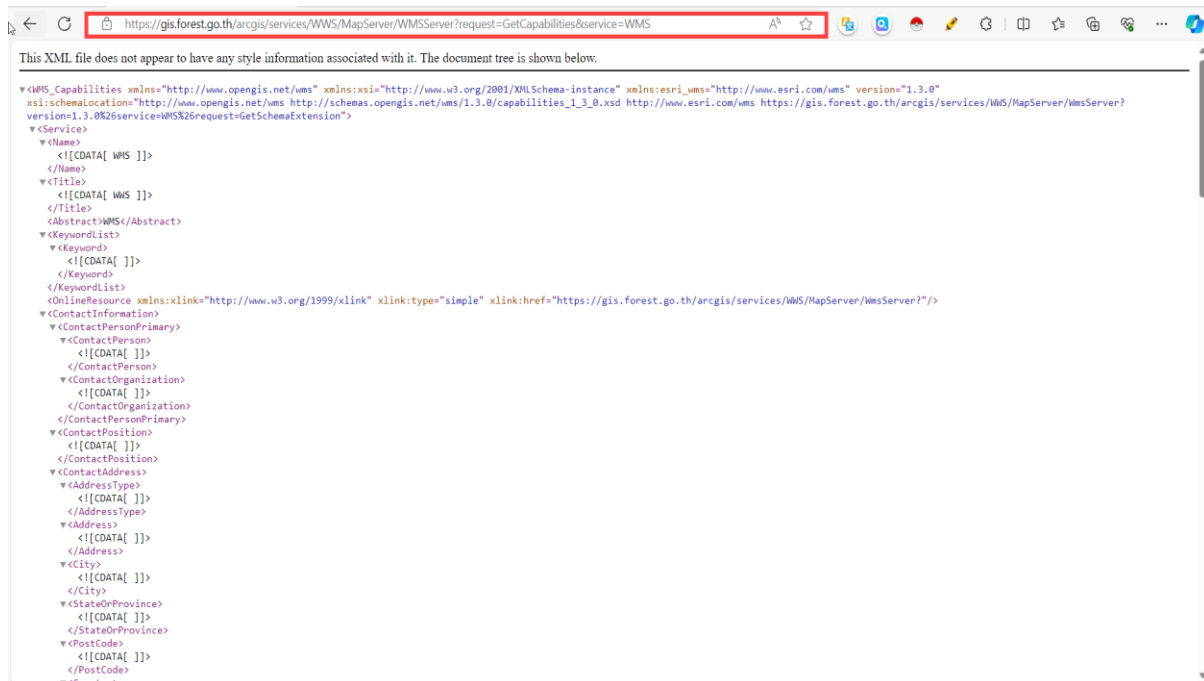 https://gis.forest.go.th/arcgis/services/WWS/MapServer/WMSServer?request=GetCapabilities&service=WMS
This XML file does not appear to have any style information associated with it. The document tree is shown below.
▼<WMS_Capabilities xmlns="http://www.opengis.net/wms" xmlns:xsi="http://www.w3.org/2001/XMLSchema-instance" xmlns:esri_wms="http://www.esri.com/wms" version="1.3.0"
xsi:schemaLocation="http://www.opengis.net/wms http://schemas.opengis.net/wms/1.3.0/capabilities_1_3_0.xsd http://www.esri.com/wms https://gis.forest.go.th/arcgis/services/WWS/MapServer/WmsServer?
version=1.3.0%26service=WMS%26request=GetSchemaExtension">
▼<Service>
▼<Name>
<![CDATA[ WMS ]]>
</Name>
▼<Title>
<![CDATA[ WWS ]]>
</Title>
<Abstract>WMS</Abstract>
▼<KeywordList>
▼<Keyword>
<![CDATA[ ]]>
</Keyword>
</KeywordList>
<OnlineResource xmlns:xlink="http://www.w3.org/1999/xlink" xlink:type="simple" xlink:href="https://gis.forest.go.th/arcgis/services/WWS/MapServer/WmsServer?"/>
▼<ContactInformation>
▼<ContactPersonPrimary>
▼<ContactPerson>
<![CDATA[ ]]>
</ContactPerson>
▼<ContactOrganization>
<![CDATA[ ]]>
</ContactOrganization>
</ContactPersonPrimary>
▼<ContactPosition>
<![CDATA[ ]]>
</ContactPosition>
▼<ContactAddress>
▼<AddressType>
<![CDATA[ ]]>
</AddressType>
▼<Address>
<![CDATA[ ]]>
</Address>
▼<City>
<![CDATA[ ]]>
</City>
▼<StateOrProvince>
<![CDATA[ ]]>
</StateOrProvince>
▼<PostCode>
<![CDATA[ ]]>
</PostCode>